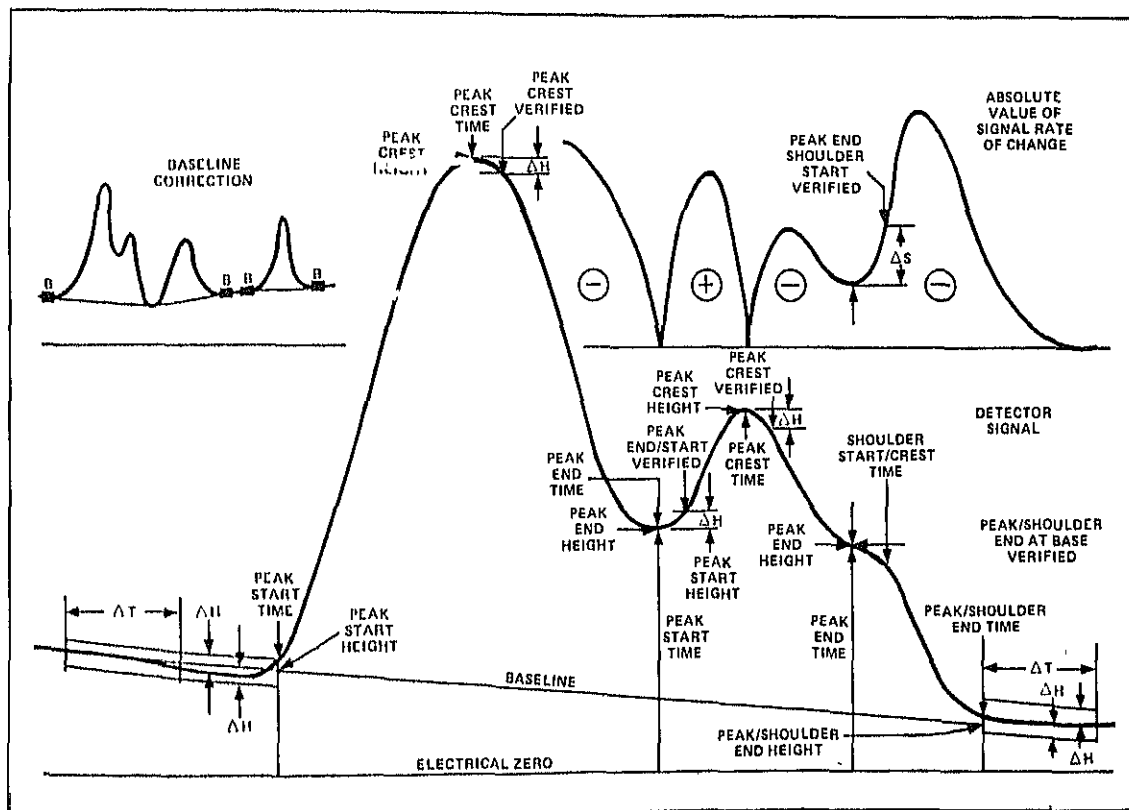 BASELINE
CORRECTION
B
B
B
B
PEAK
CREST
HEIGHT
PEAK
CREST
TIME
PEAK
CREST
VERIFIED
ΔH
PEAK END
SHOULDER
START
VERIFIED
ABSOLUTE
VALUE OF
SIGNAL RATE
OF CHANGE
ΔS
−
+
−
−
PEAK
CREST
HEIGHT
PEAK
CREST
VERIFIED
ΔH
PEAK
CREST TIME
DETECTOR
SIGNAL
PEAK
END
TIME
PEAK
END/START
VERIFIED
SHOULDER
START/CREST
TIME
PEAK
END
HEIGHT
ΔH
PEAK
START
HEIGHT
PEAK
END
HEIGHT
PEAK/SHOULDER
END AT BASE
VERIFIED
ΔT
ΔH
PEAK
START
TIME
PEAK
START
HEIGHT
ΔH
PEAK
START
TIME
PEAK
END
TIME
PEAK/SHOULDER
END TIME
ΔT
ΔH
BASELINE
PEAK/SHOULDER
END HEIGHT
ΔH
ELECTRICAL ZERO